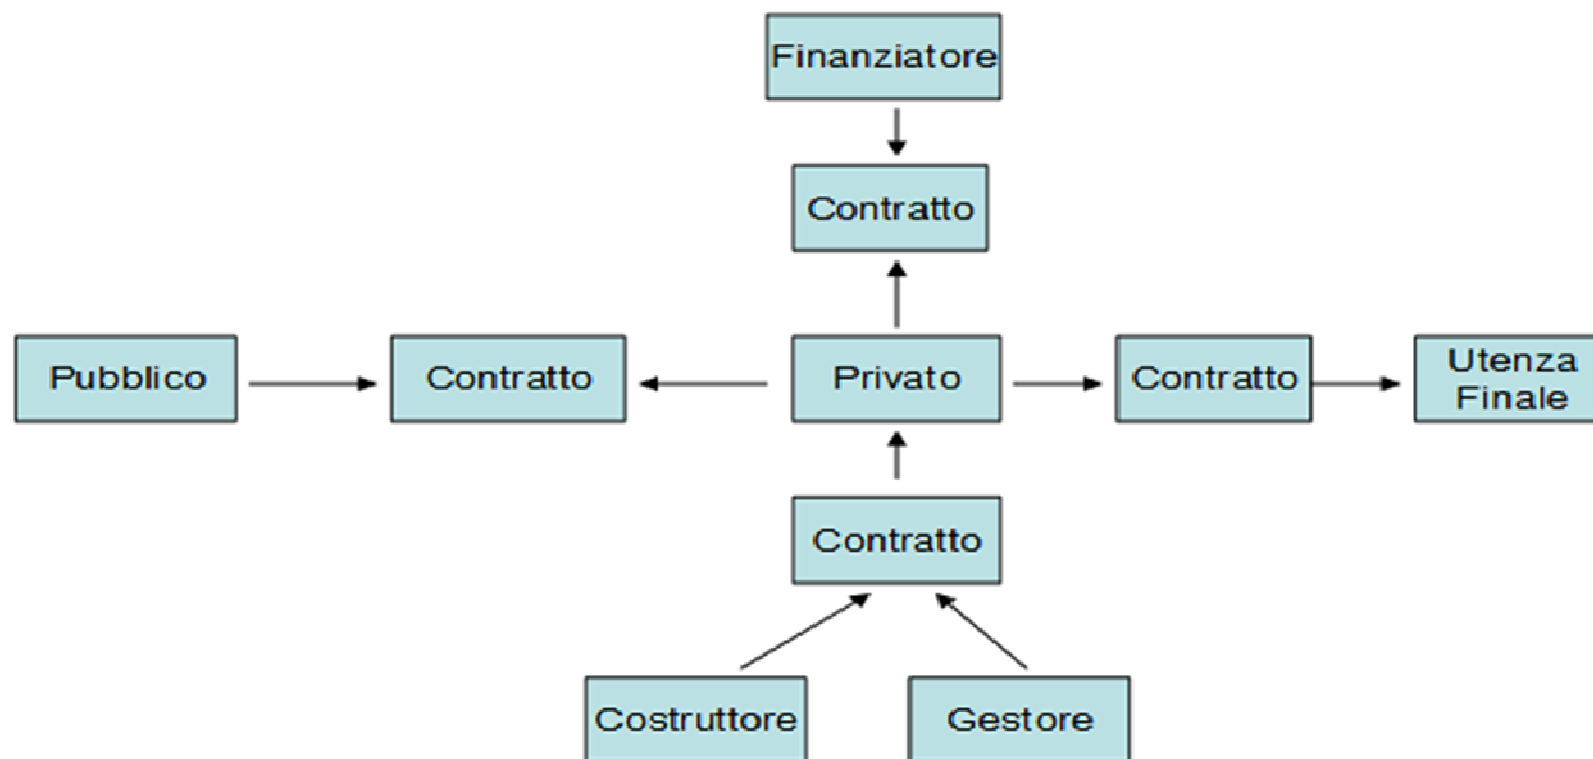 Finanziatore
Contratto
Pubblico
Contratto
Privato
Contratto
Utenza
Finale
Contratto
Costruttore
Gestore